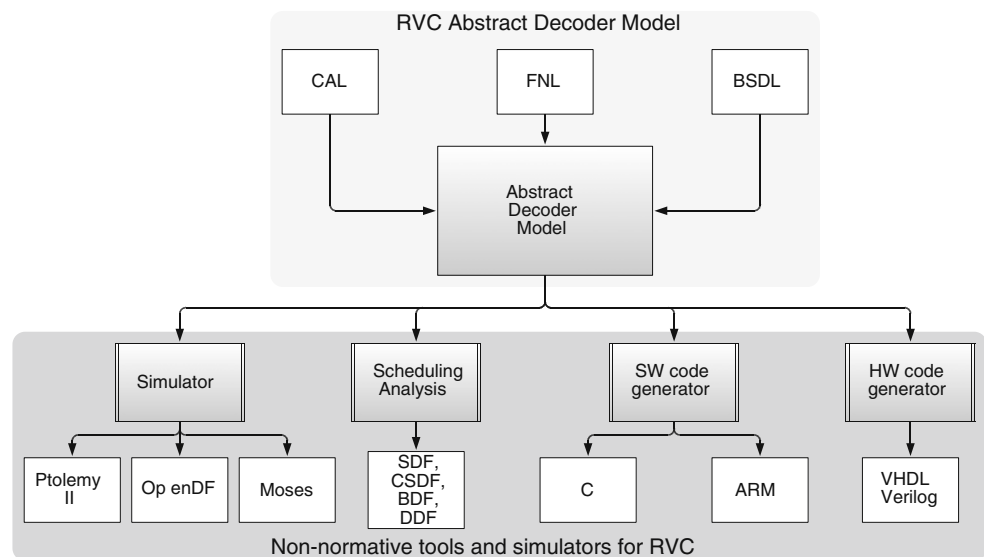 RVC Abstract Decoder Model
CAL
FNL
BSDL
Abstract
Decoder
Model
Simulator
Scheduling
Analysis
SW code
generator
HW code
generator
Ptolemy
II
Op enDF
Moses
SDF,
CSDF,
BDF,
DDF
C
ARM
VHDL
Verilog
Non-normative tools and simulators for RVC